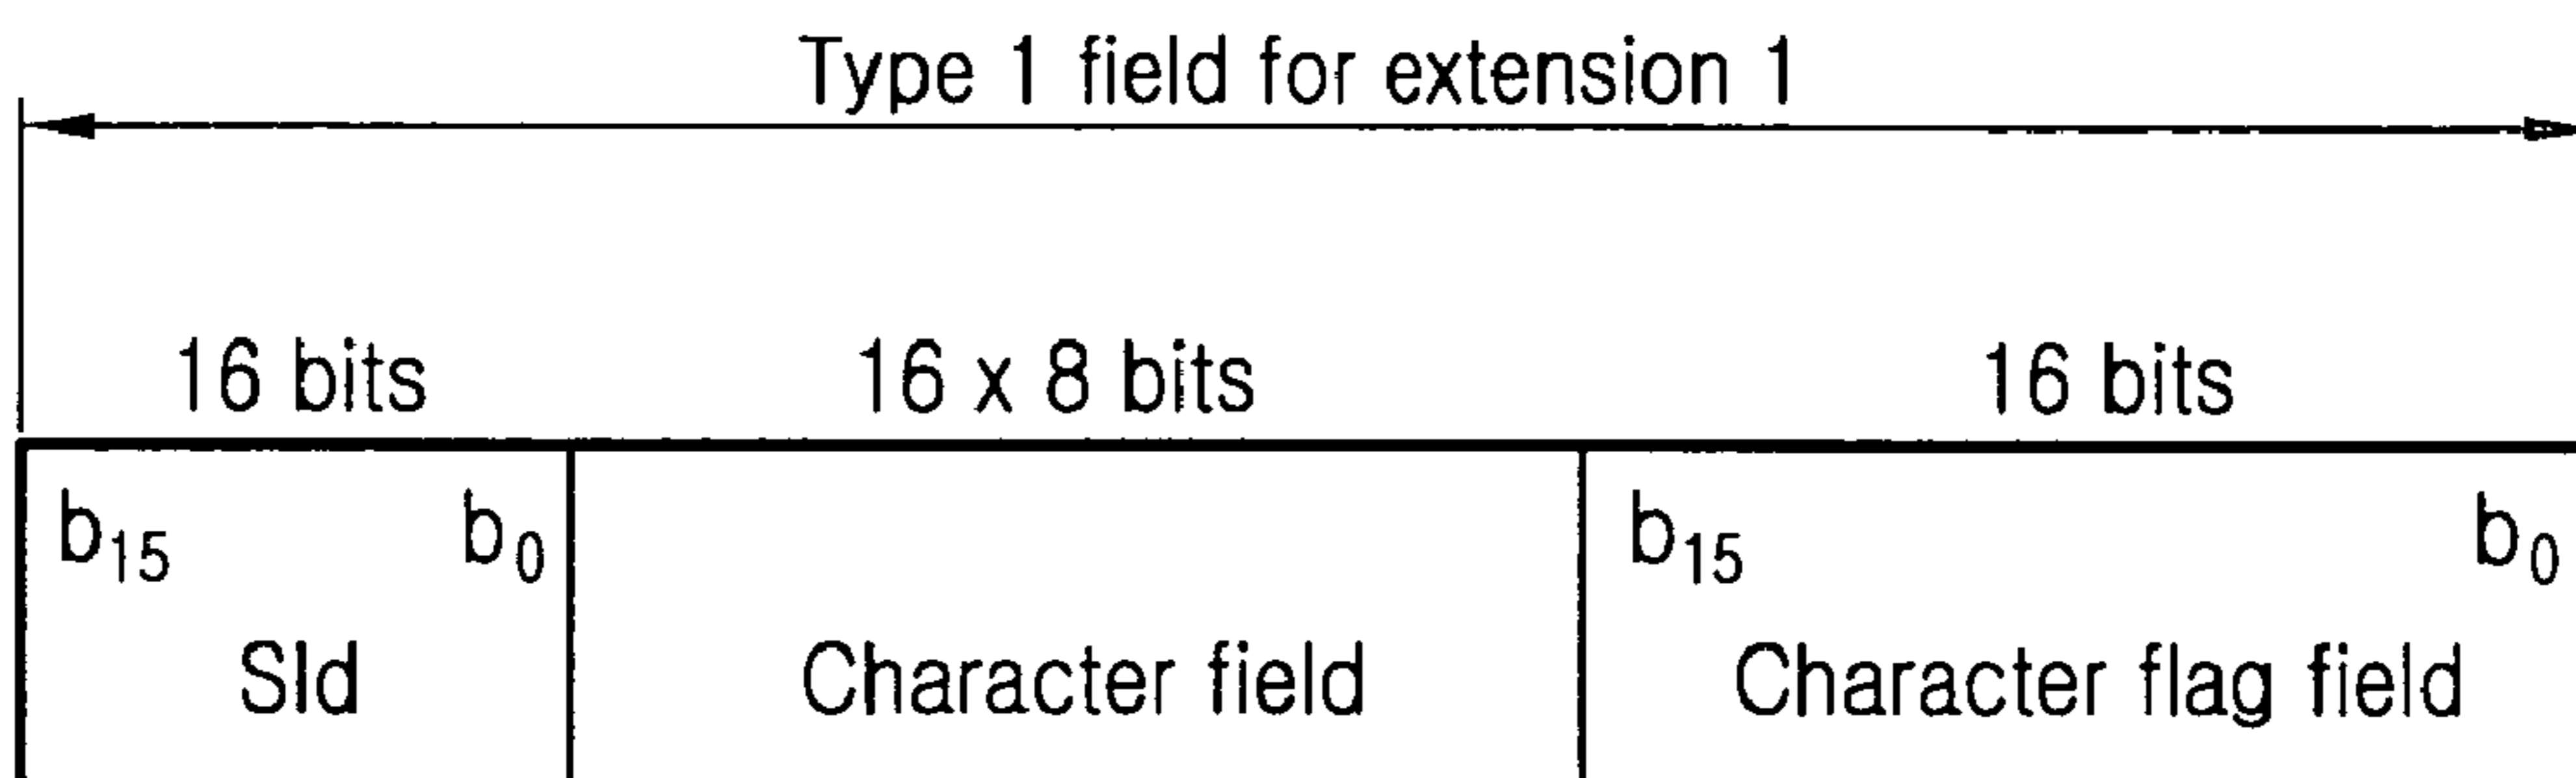 Type 1 field for extension 1
16 bits 16 x 8 bits 16 bits
b15 b0 b15 b0
SId Character field Character flag field